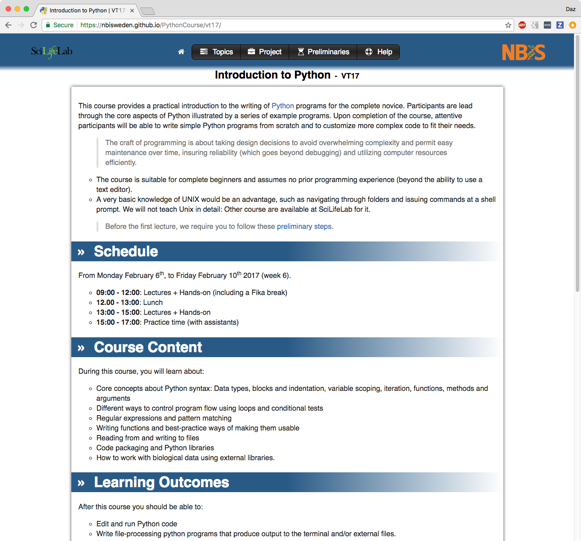 Introduction to Python | VT17
Daz
Secure https://nbisweden.github.io/PythonCourse/vt17/
SciLifeLab
Topics Project Preliminaries Help
NBIS
Introduction to Python - VT17
This course provides a practical introduction to the writing of Python programs for the complete novice. Participants are lead
through the core aspects of Python illustrated by a series of example programs. Upon completion of the course, attentive
participants will be able to write simple Python programs from scratch and to customize more complex code to fit their needs.
The craft of programming is about taking design decisions to avoid overwhelming complexity and permit easy
maintenance over time, insuring reliability (which goes beyond debugging) and utilizing computer resources
efficiently.
The course is suitable for complete beginners and assumes no prior programming experience (beyond the ability to use a
text editor).
A very basic knowledge of UNIX would be an advantage, such as navigating through folders and issuing commands at a shell
prompt. We will not teach Unix in detail: Other course are available at SciLifeLab for it.
Before the first lecture, we require you to follow these preliminary steps.
» Schedule
From Monday February 6th, to Friday February 10th 2017 (week 6).
09:00 - 12:00: Lectures + Hands-on (including a Fika break)
12.00 - 13:00: Lunch
13:00 - 15:00: Lectures + Hands-on
15:00 - 17:00: Practice time (with assistants)
» Course Content
During this course, you will learn about:
Core concepts about Python syntax: Data types, blocks and indentation, variable scoping, iteration, functions, methods and
arguments
Different ways to control program flow using loops and conditional tests
Regular expressions and pattern matching
Writing functions and best-practice ways of making them usable
Reading from and writing to files
Code packaging and Python libraries
How to work with biological data using external libraries.
» Learning Outcomes
After this course you should be able to:
Edit and run Python code
Write file-processing python programs that produce output to the terminal and/or external files.